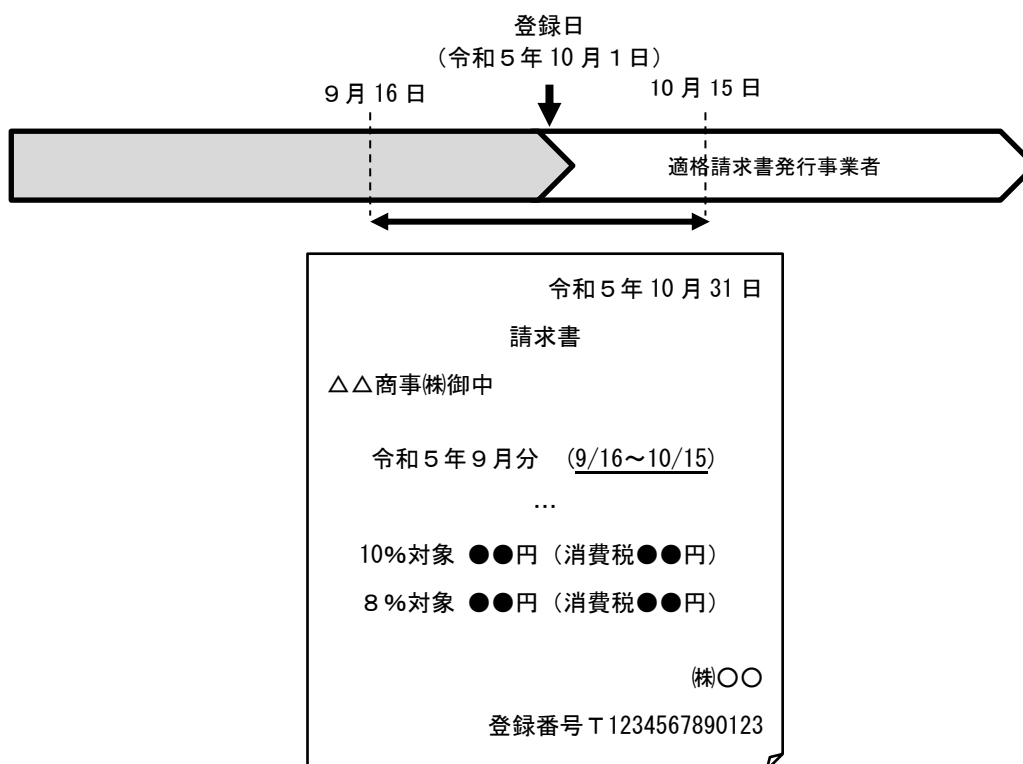 登録日
（令和５年10月１日）
９月16日
10月15日
適格請求書発行事業者
令和５年10月31日
請求書
△△商事㈱御中
令和５年９月分　（9/16～10/15）
…
10％対象 ●●円（消費税●●円）
８％対象 ●●円（消費税●●円）
㈱〇〇
登録番号Ｔ1234567890123